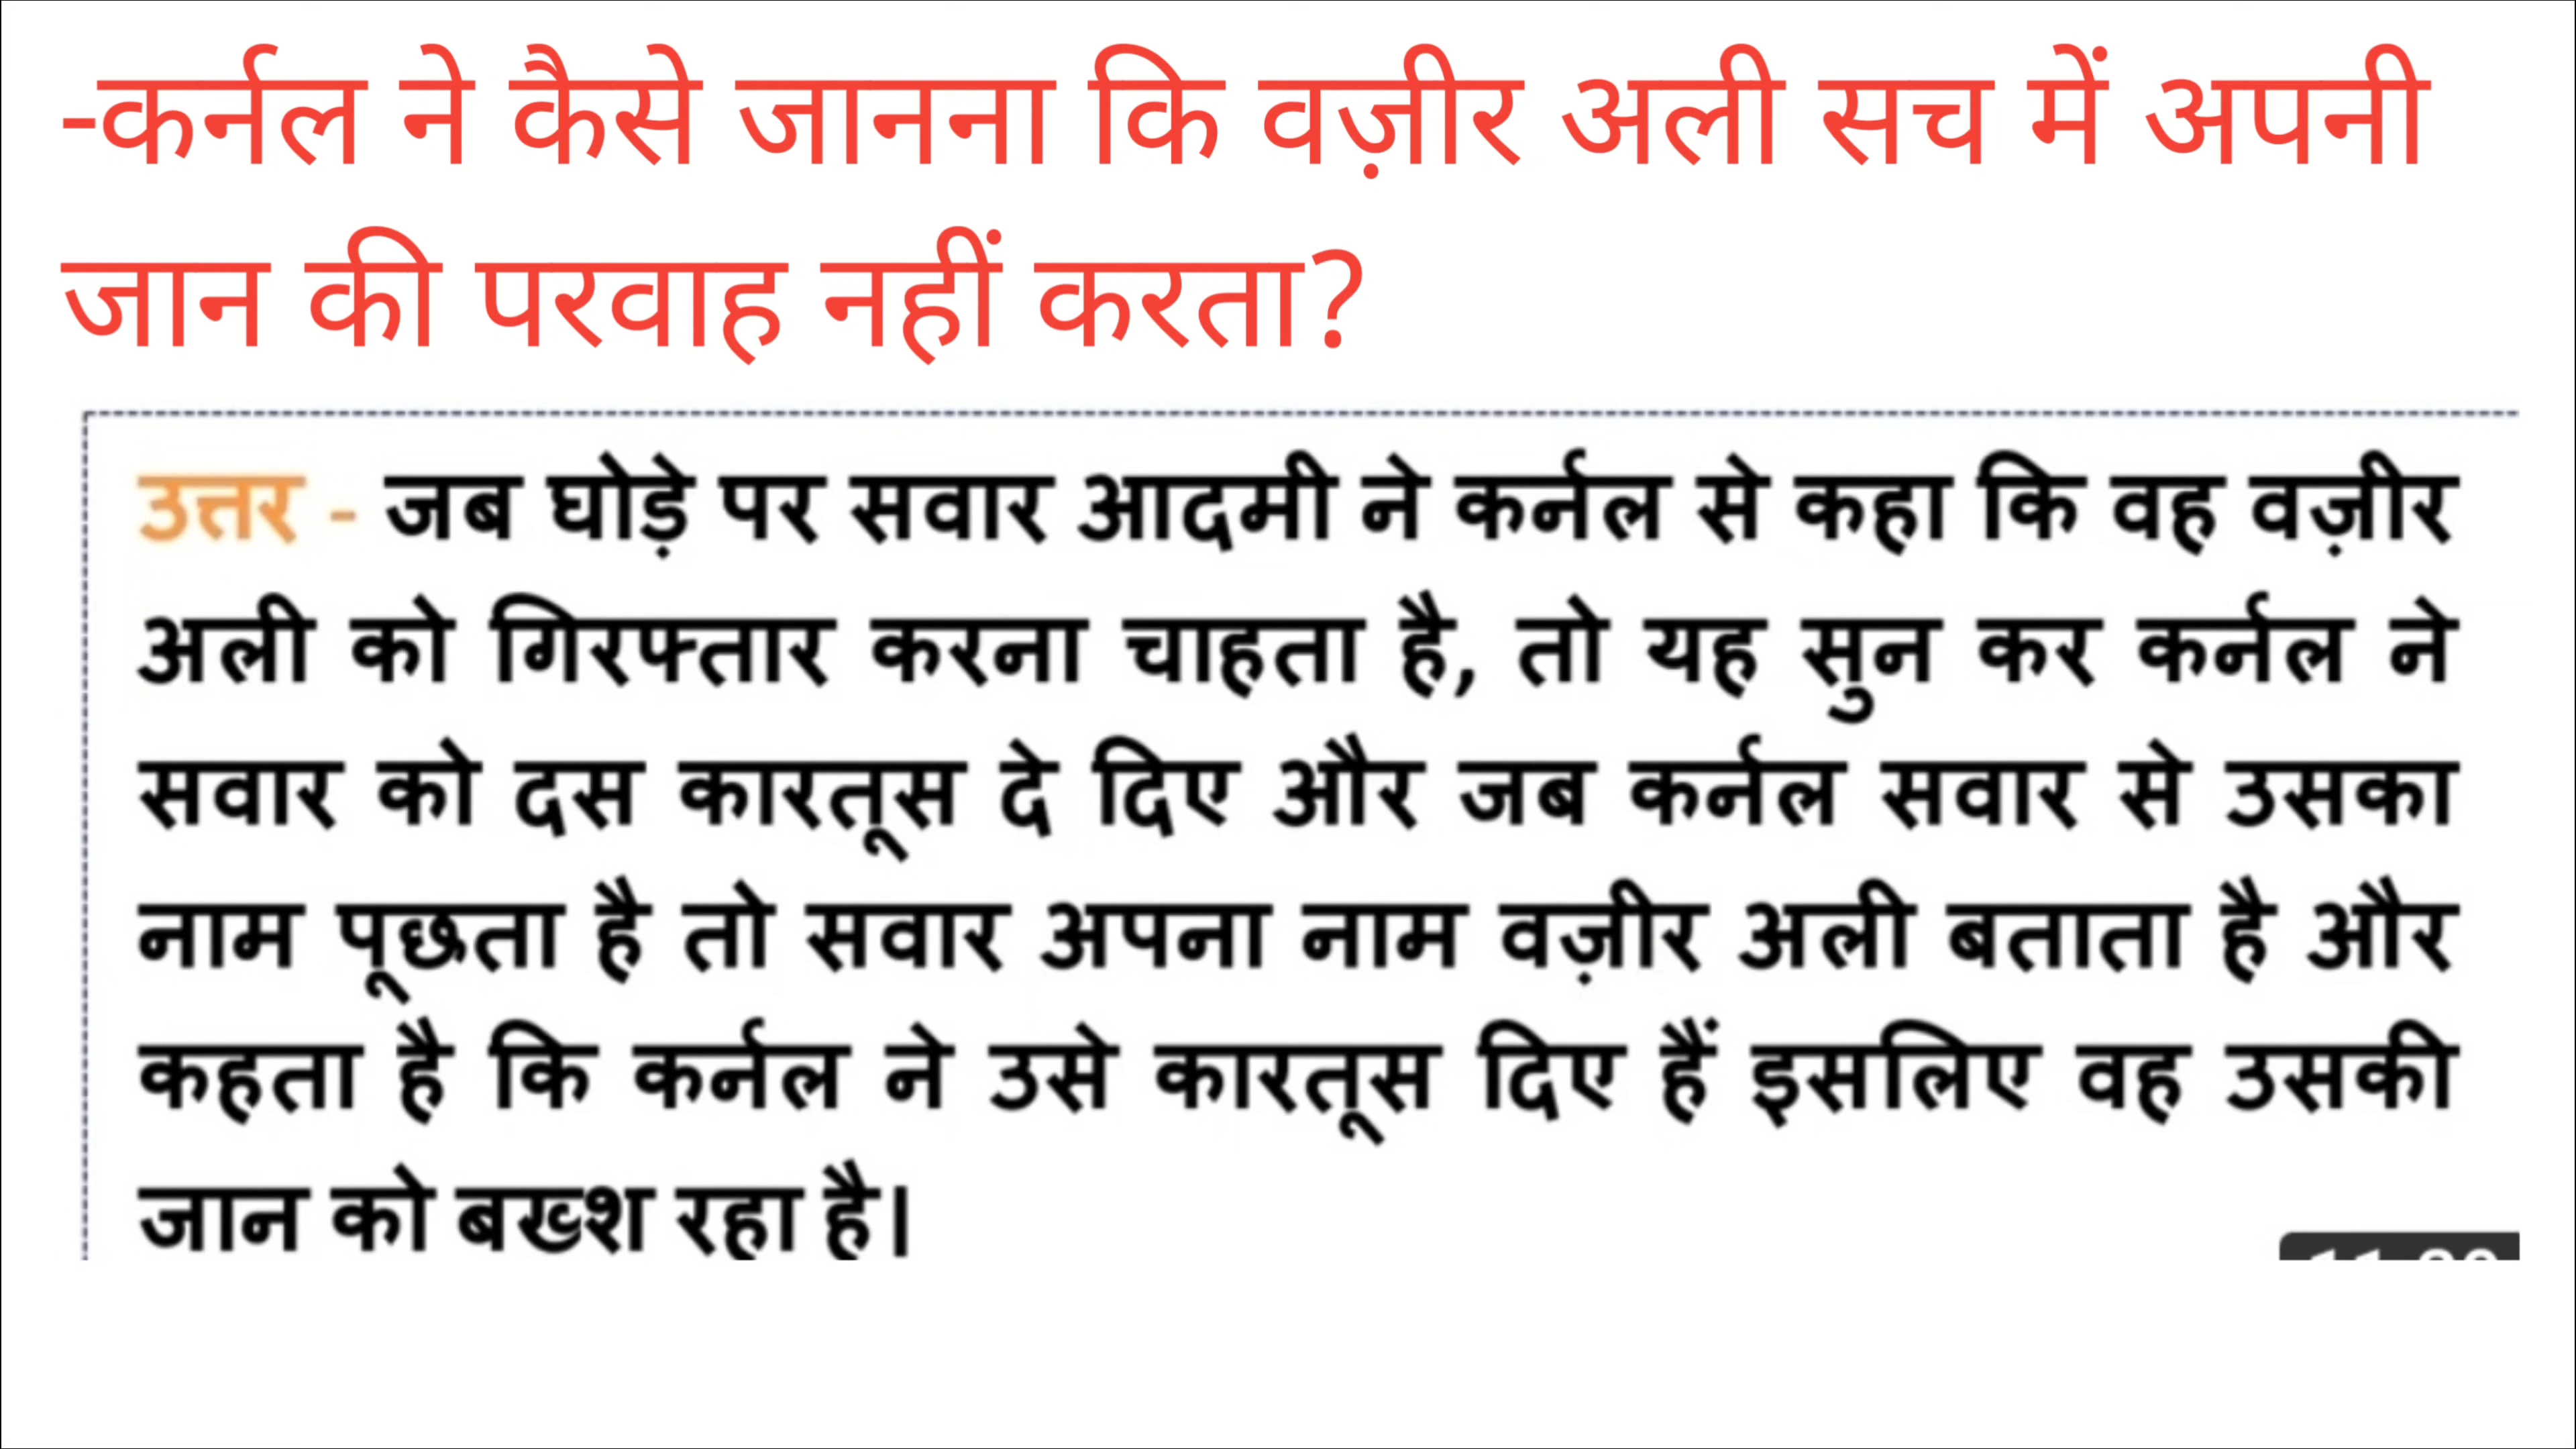 -कर्नल ने कैसे जानना कि वज़ीर अली सच में अपनी
जान की परवाह नहीं करता?
उत्तर - जब घोड़े पर सवार आदमी ने कर्नल से कहा कि वह वज़ीर
अली को गिरफ्तार करना चाहता है, तो यह सुन कर कर्नल ने
सवार को दस कारतूस दे दिए और जब कर्नल सवार से उसका
नाम पूछता है तो सवार अपना नाम वज़ीर अली बताता है और
कहता है कि कर्नल ने उसे कारतूस दिए हैं इसलिए वह उसकी
जान को बख्श रहा है।